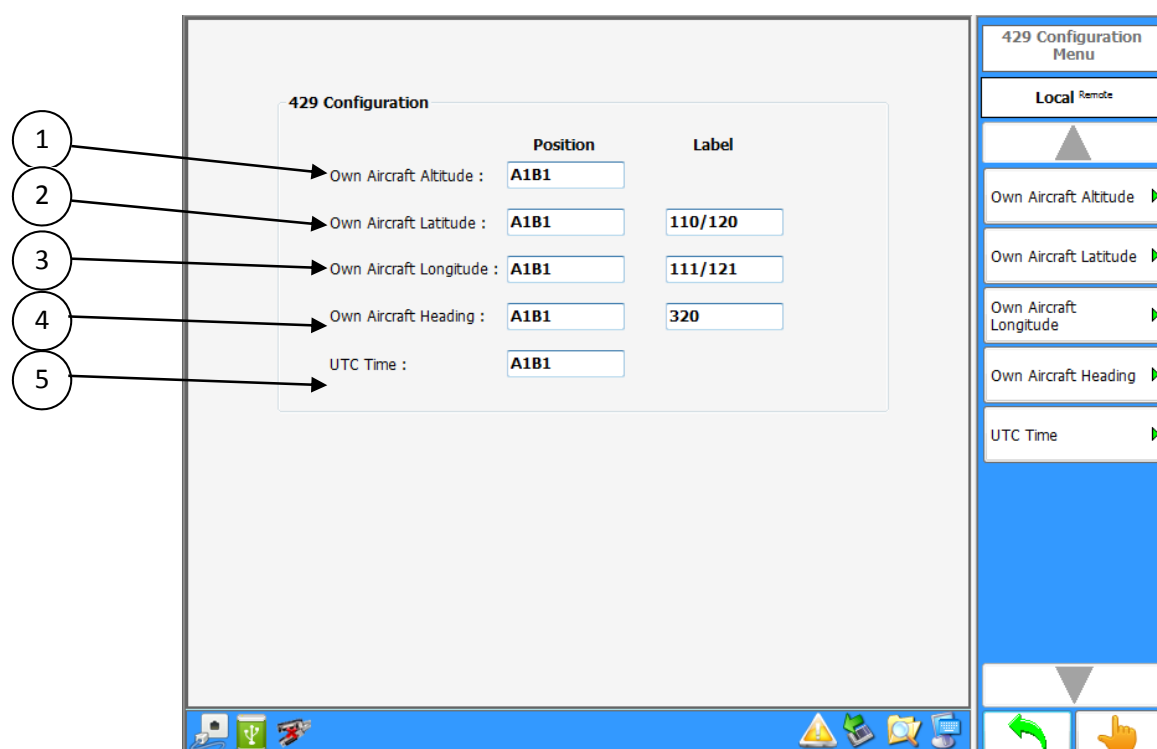 429 Configuration
Menu
Local Remote
429 Configuration
Position Label
1
Own Aircraft Altitude : A1B1
2
Own Aircraft Latitude : A1B1 110/120
3
Own Aircraft Longitude : A1B1 111/121
4
Own Aircraft Heading : A1B1 320
5
UTC Time : A1B1
Own Aircraft Altitude
Own Aircraft Latitude
Own Aircraft
Longitude
Own Aircraft Heading
UTC Time